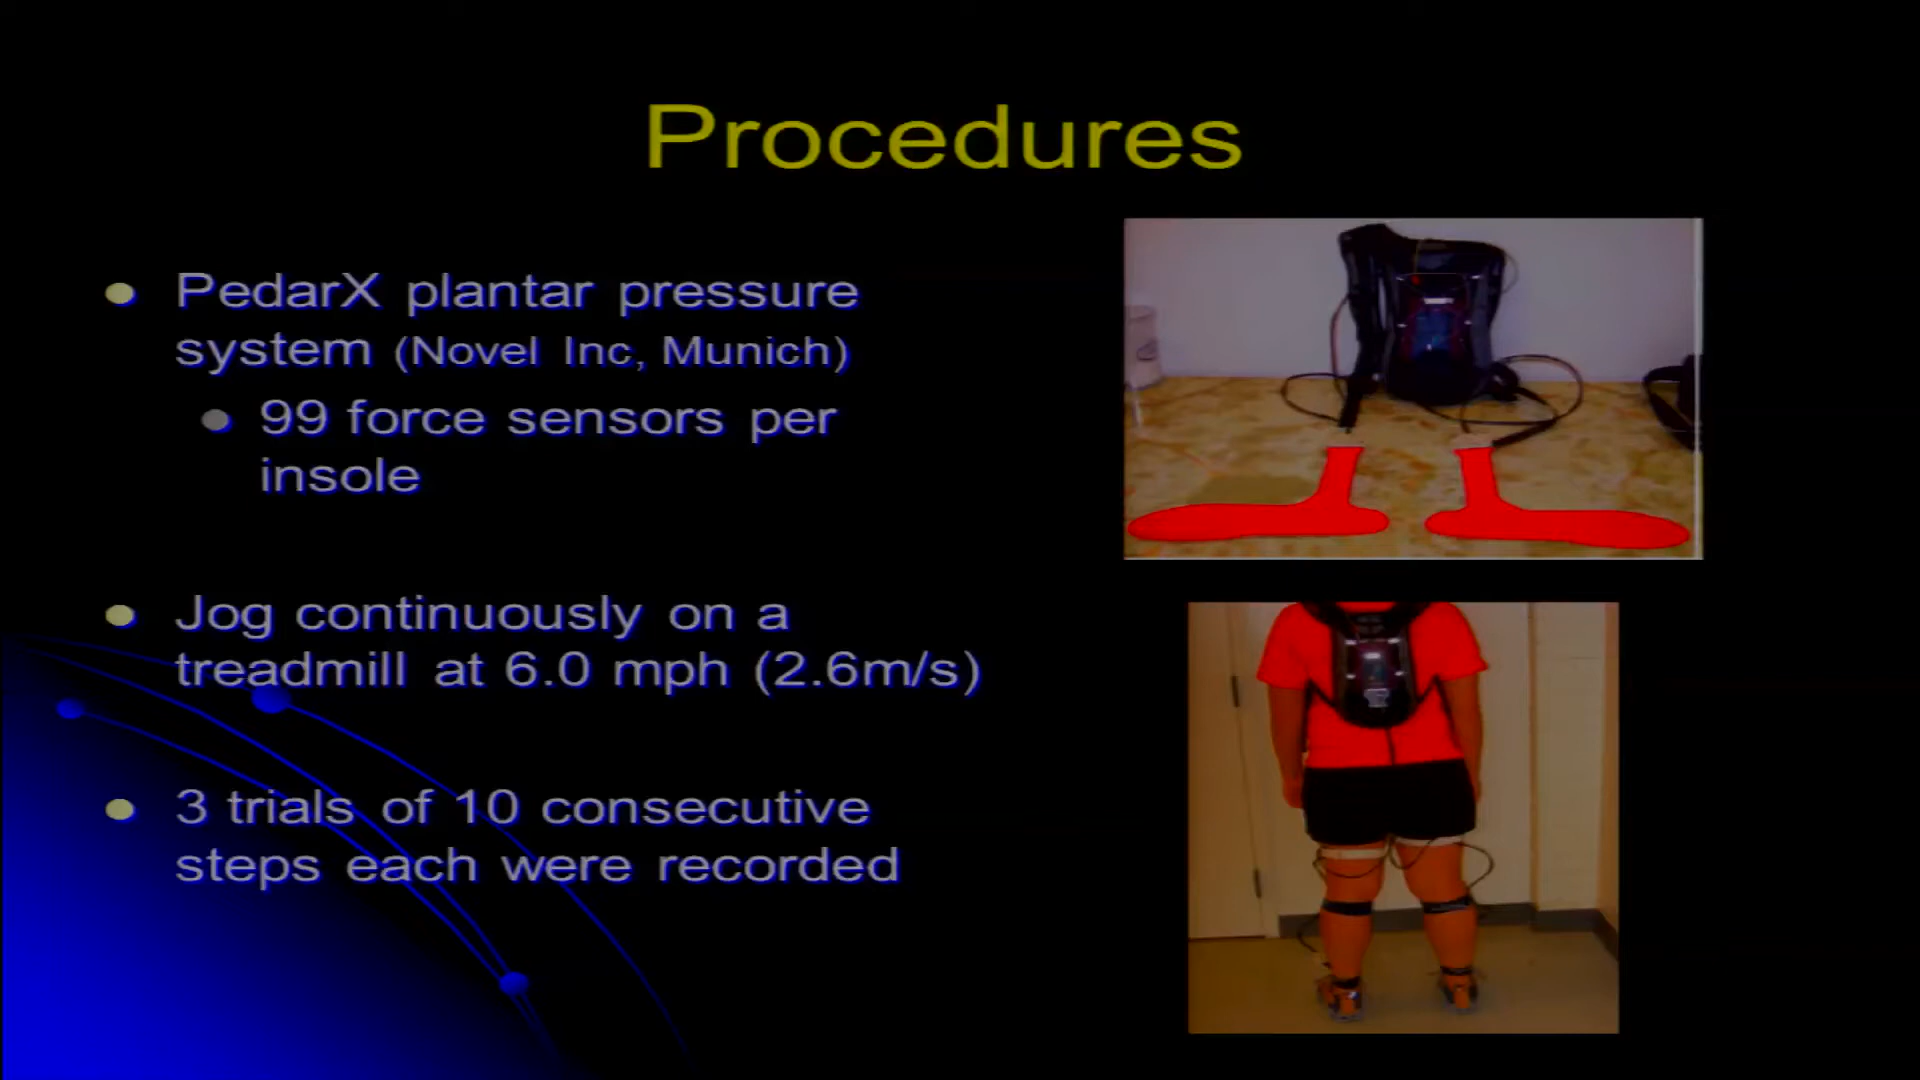 Procedures
PedarX plantar pressure
system (Novel Inc, Munich)
99 force sensors per
insole
Jog continuously on a
treadmill at 6.0 mph (2.6m/s)
3 trials of 10 consecutive
steps each were recorded